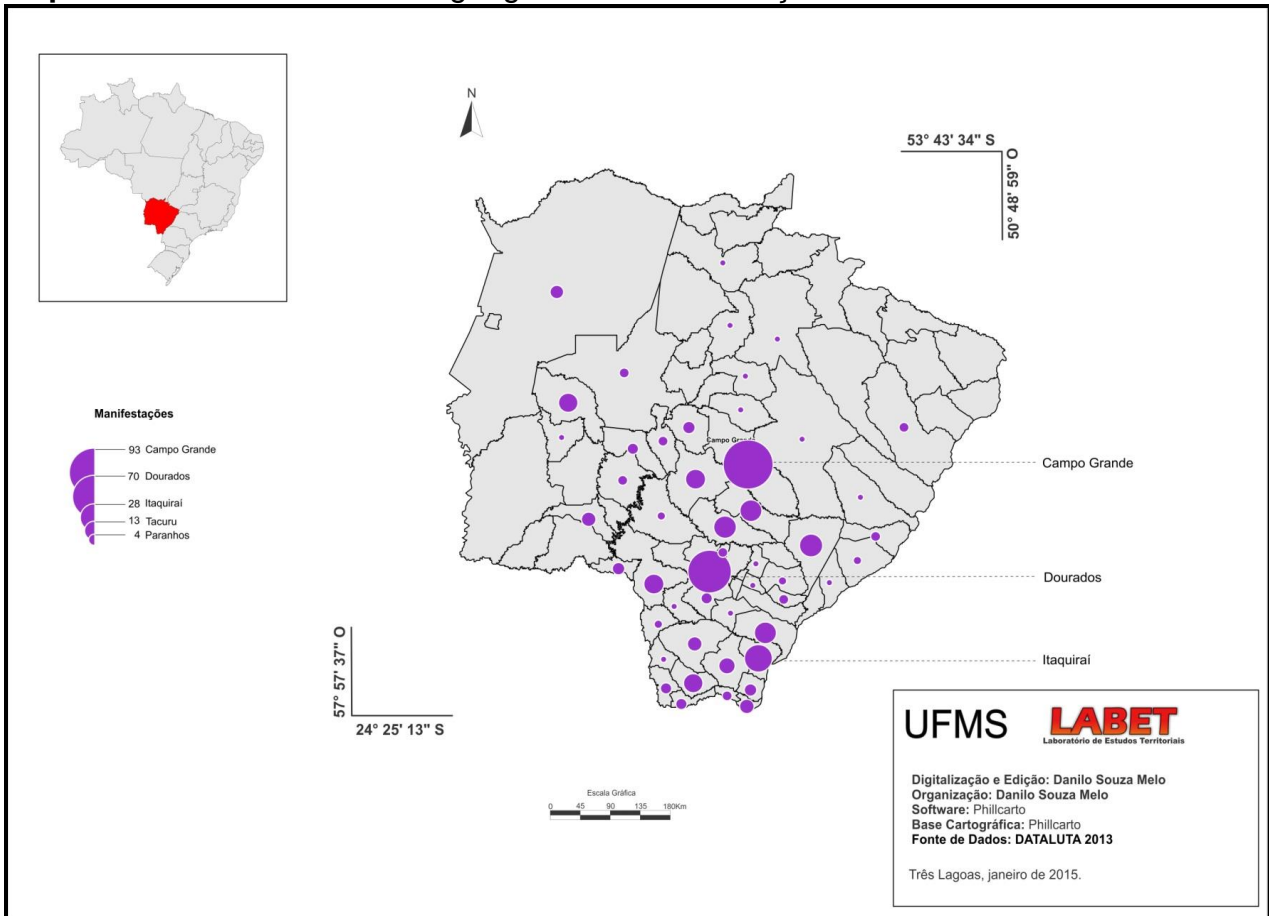 N
53° 43' 34" S
50° 48' 59" O
Manifestações
93 Campo Grande
70 Dourados
28 Itaquiraí
13 Tacuru
4 Paranhos
Campo Grande
Dourados
Itaquiraí
57° 57' 37" O
24° 25' 13" S
Escala Gráfica
0 45 90 135 180Km
UFMS LABET
Laboratório de Estudos Territoriais
Digitalização e Edição: Danilo Souza Melo
Organização: Danilo Souza Melo
Software: Phillcarto
Base Cartográfica: Phillcarto
Fonte de Dados: DATALUTA 2013
Três Lagoas, janeiro de 2015.